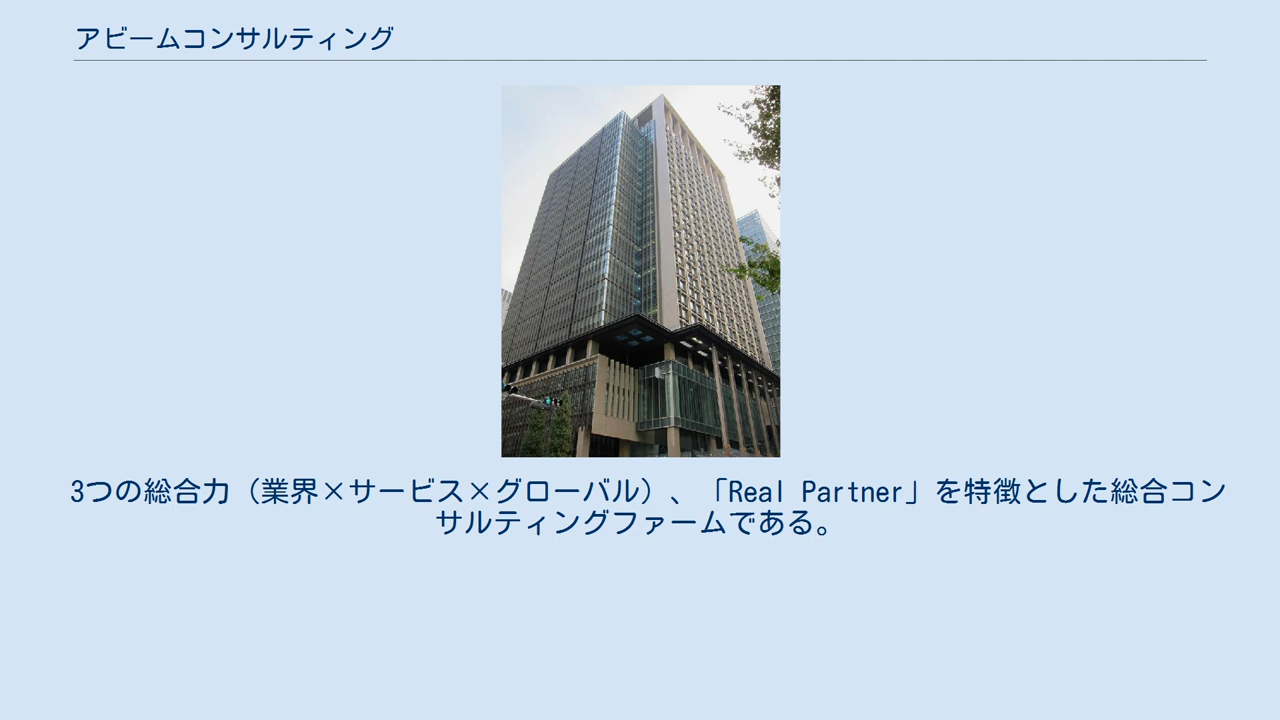 アビームコンサルティング
3つの総合力（業界×サービス×グローバル）、「Real Partner」を特徴とした総合コン
サルティングファームである。